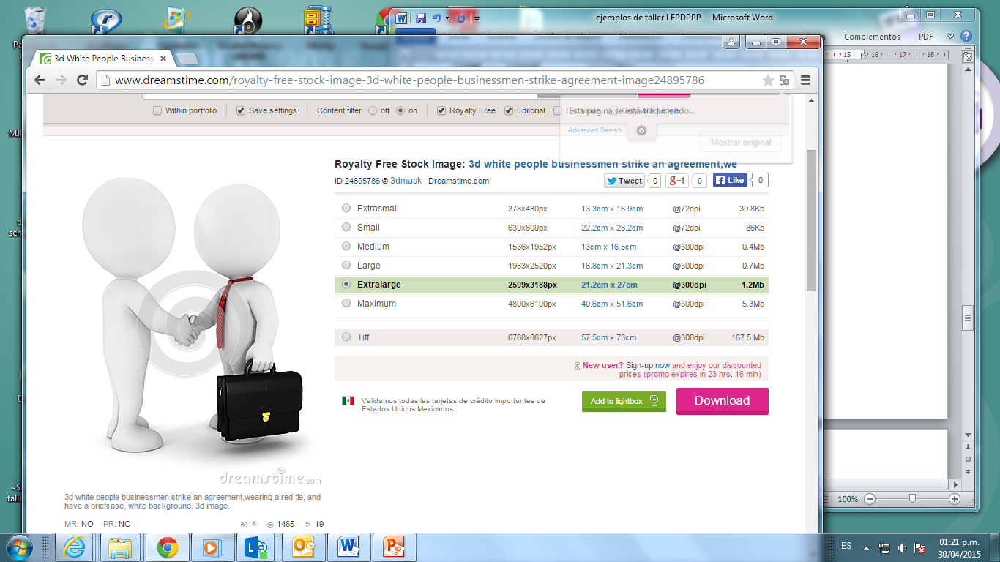 ejemplos de taller LFPDPPP - Microsoft Word
Complementos PDF
3d White People Business
www.dreamstime.com/royalty-free-stock-image-3d-white-people-businessmen-strike-agreement-image24895786
Within portfolio Save settings Content filter off on Royalty Free Editorial
Esta página se está traduciendo...
Advanced Search
Mostrar original
Royalty Free Stock Image: 3d white people businessmen strike an agreement,we
ID 24895786 © 3dmask | Dreamstime.com
Tweet 0 g+1 0 Like 0
Extrasmall 378x480px 13.3cm x 16.9cm @72dpi 39.8Kb
Small 630x800px 22.2cm x 28.2cm @72dpi 86Kb
Medium 1536x1952px 13cm x 16.5cm @300dpi 0.4Mb
Large 1983x2520px 16.8cm x 21.3cm @300dpi 0.7Mb
Extralarge 2509x3188px 21.2cm x 27cm @300dpi 1.2Mb
Maximum 4800x6100px 40.6cm x 51.6cm @300dpi 5.3Mb
Tiff 6788x8627px 57.5cm x 73cm @300dpi 167.5 Mb
New user? Sign-up now and enjoy our discounted
prices (promo expires in 23 hrs, 16 min)
Validamos todas las tarjetas de crédito importantes de
Estados Unidos Mexicanos.
Add to lightbox
Download
dreamstime.com
3d white people businessmen strike an agreement,wearing a red tie, and
have a briefcase, white background, 3d image.
MR: NO PR: NO 4 1465 19
15 16 17 18
100%
ES
01:21 p.m.
30/04/2015